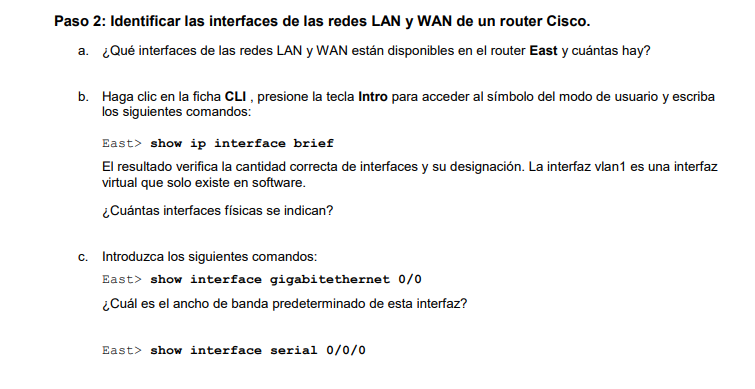 Paso 2: Identificar las interfaces de las redes LAN y WAN de un router Cisco.
a. ¿Qué interfaces de las redes LAN y WAN están disponibles en el router East y cuántas hay?
b. Haga clic en la ficha CLI , presione la tecla Intro para acceder al símbolo del modo de usuario y escriba
los siguientes comandos:
East> show ip interface brief
El resultado verifica la cantidad correcta de interfaces y su designación. La interfaz vlan1 es una interfaz
virtual que solo existe en software.
¿Cuántas interfaces físicas se indican?
c. Introduzca los siguientes comandos:
East> show interface gigabitethernet 0/0
¿Cuál es el ancho de banda predeterminado de esta interfaz?
East> show interface serial 0/0/0